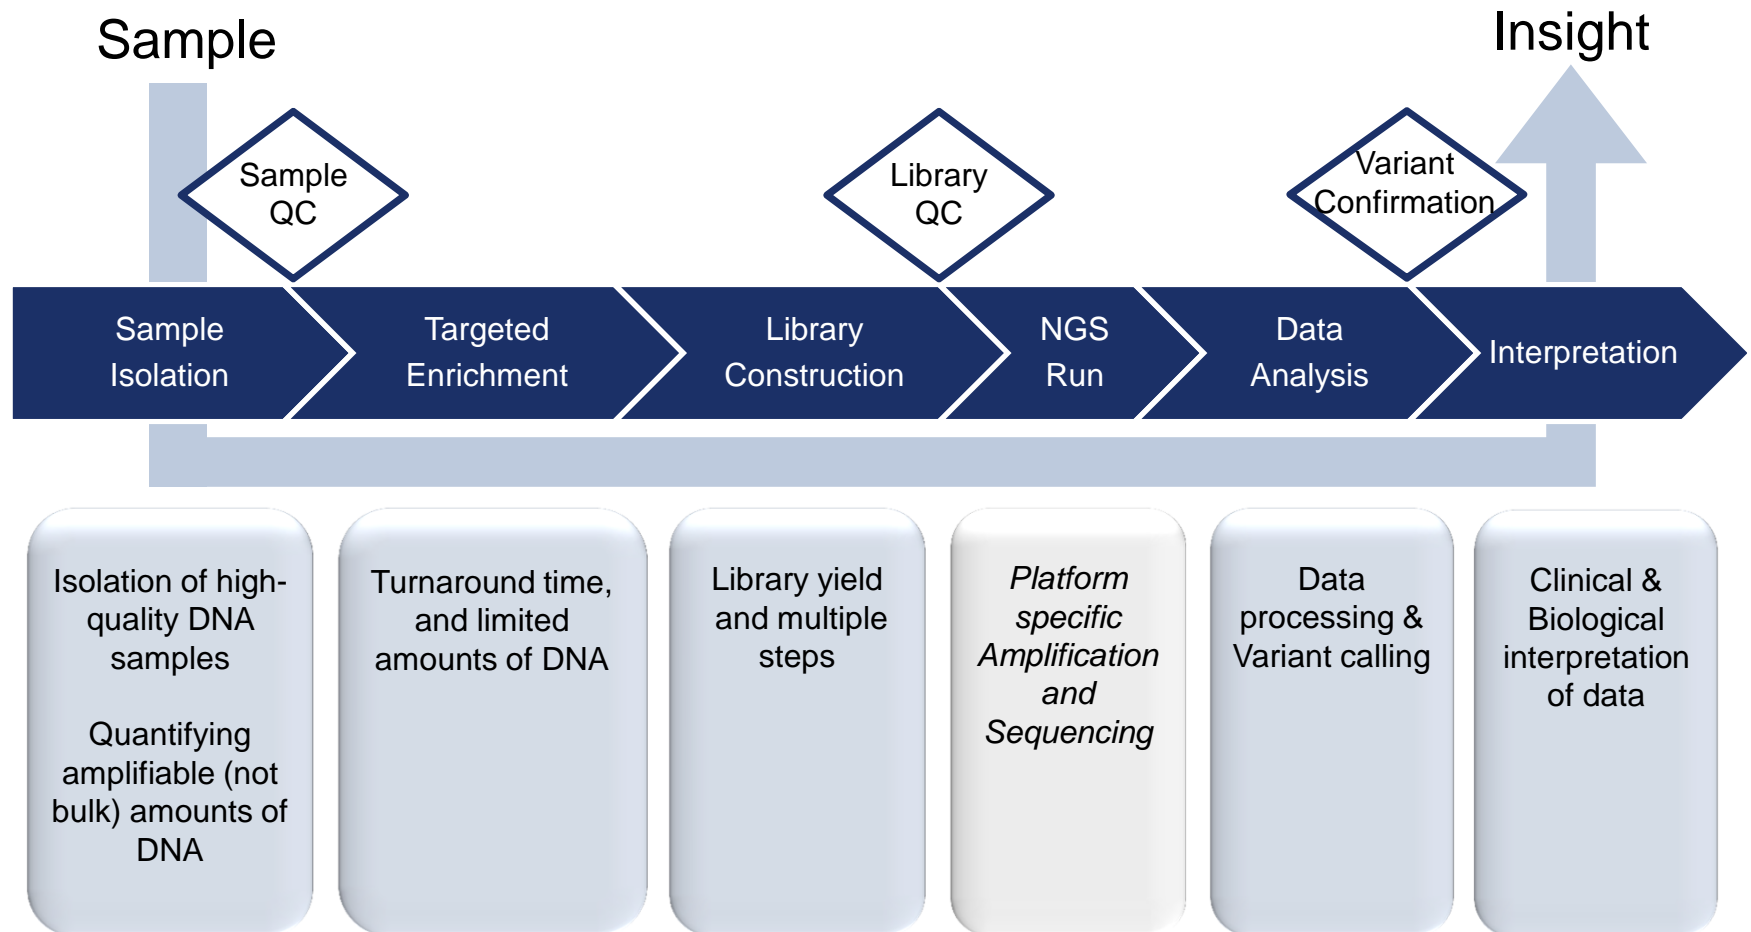 Sample
Insight
Sample
QC
Library
QC
Variant
Confirmation
Sample
Isolation
Targeted
Enrichment
Library
Construction
NGS
Run
Data
Analysis
Interpretation
Isolation of high-
quality DNA
samples
Quantifying
amplifiable (not
bulk) amounts of
DNA
Turnaround time,
and limited
amounts of DNA
Library yield
and multiple
steps
Platform
specific
Amplification
and
Sequencing
Data
processing &
Variant calling
Clinical &
Biological
interpretation
of data